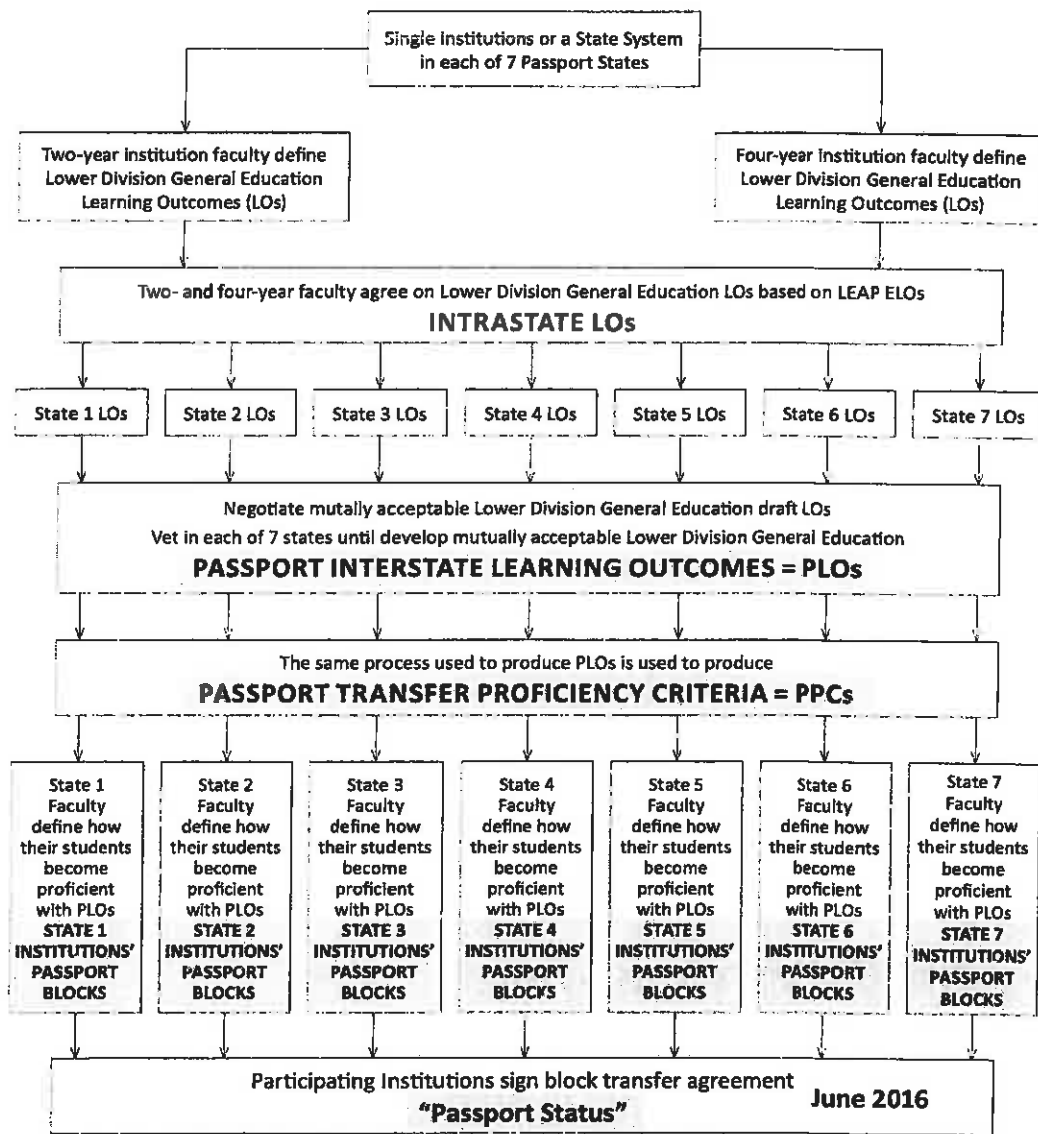 Single institutions or a State System
in each of 7 Passport States
Two-year institution faculty define
Lower Division General Education
Learning Outcomes (LOs)
Four-year institution faculty define
Lower Division General Education
Learning Outcomes (LOs)
Two- and four-year faculty agree on Lower Division General Education LOs based on LEAP ELOs
INTRASTATE LOs
State 1 LOs
State 2 LOs
State 3 LOs
State 4 LOs
State 5 LOs
State 6 LOs
State 7 LOs
Negotiate mutally acceptable Lower Division General Education draft LOs
Vet in each of 7 states until develop mutually acceptable Lower Division General Education
PASSPORT INTERSTATE LEARNING OUTCOMES = PLOs
The same process used to produce PLOs is used to produce
PASSPORT TRANSFER PROFICIENCY CRITERIA = PPCs
State 1
Faculty
define how
their students
become
proficient
with PLOs
STATE 1
INSTITUTIONS'
PASSPORT
BLOCKS
State 2
Faculty
define how
their students
become
proficient
with PLOs
STATE 2
INSTITUTIONS'
PASSPORT
BLOCKS
State 3
Faculty
define how
their students
become
proficient
with PLOs
STATE 3
INSTITUTIONS'
PASSPORT
BLOCKS
State 4
Faculty
define how
their students
become
proficient
with PLOs
STATE 4
INSTITUTIONS'
PASSPORT
BLOCKS
State 5
Faculty
define how
their students
become
proficient
with PLOs
STATE 5
INSTITUTIONS'
PASSPORT
BLOCKS
State 6
Faculty
define how
their students
become
proficient
with PLOs
STATE 6
INSTITUTIONS'
PASSPORT
BLOCKS
State 7
Faculty
define how
their students
become
proficient
with PLOs
STATE 7
INSTITUTIONS'
PASSPORT
BLOCKS
Participating Institutions sign block transfer agreement
"Passport Status"
June 2016